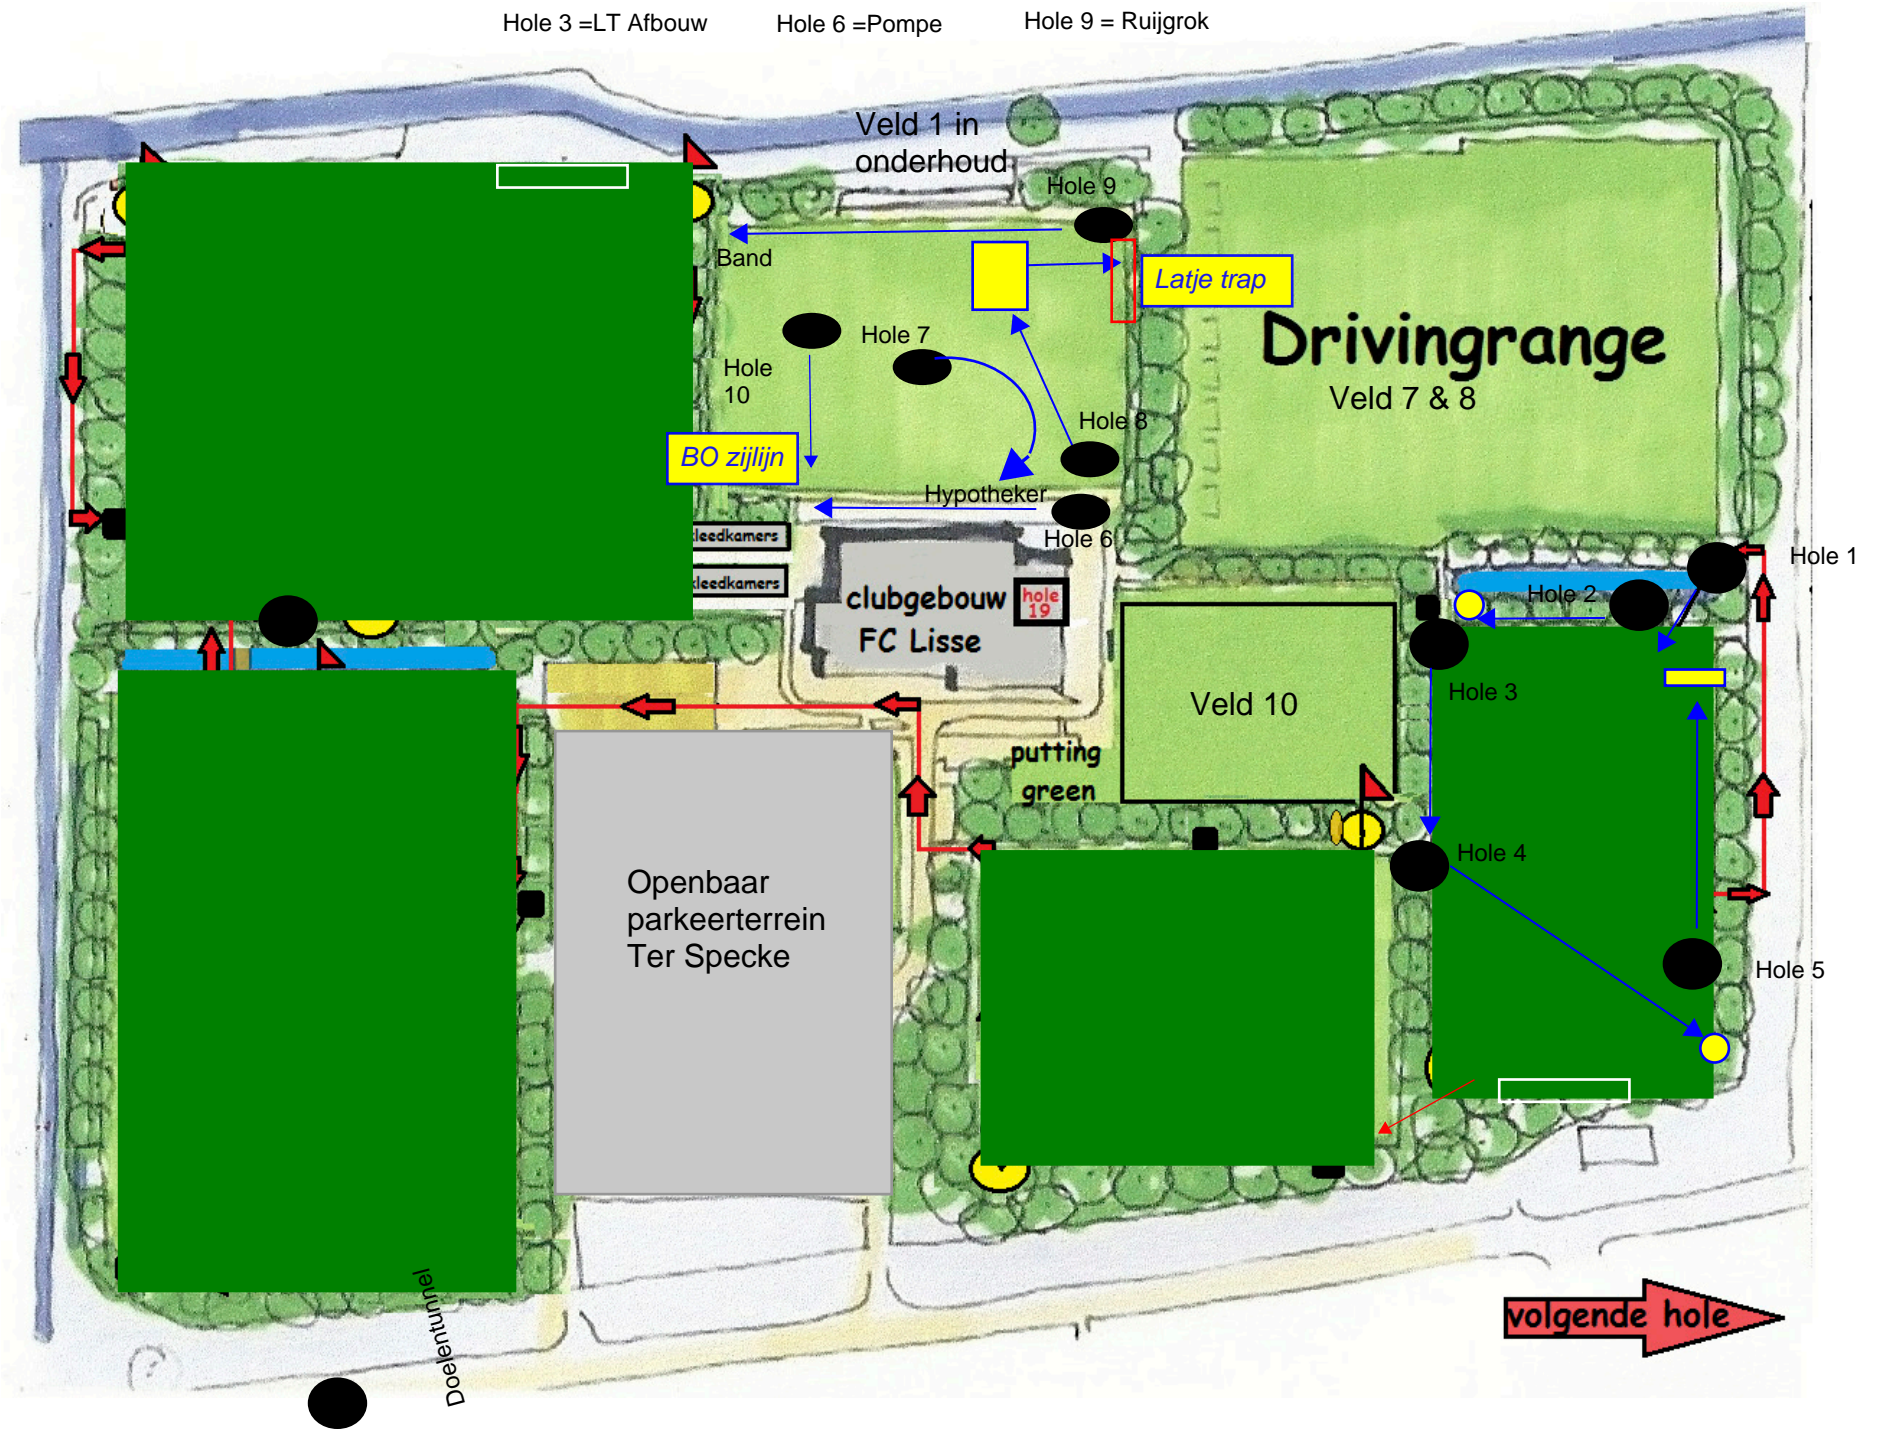 Hole 3 =LT Afbouw
Hole 6 =Pompe
Hole 9 = Ruijgrok
Veld 1 in
onderhoud
Hole 9
Band
Latje trap
Drivingrange
Veld 7 & 8
Hole 7
Hole
10
Hole 8
BO zijlijn
Hypotheker
Hole 6
kleedkamers
kleedkamers
clubgebouw
FC Lisse
hole
19
Hole 1
Hole 2
Hole 3
Veld 10
putting
green
Hole 4
Openbaar
parkeerterrein
Ter Specke
Hole 5
Doelentunnel
volgende hole